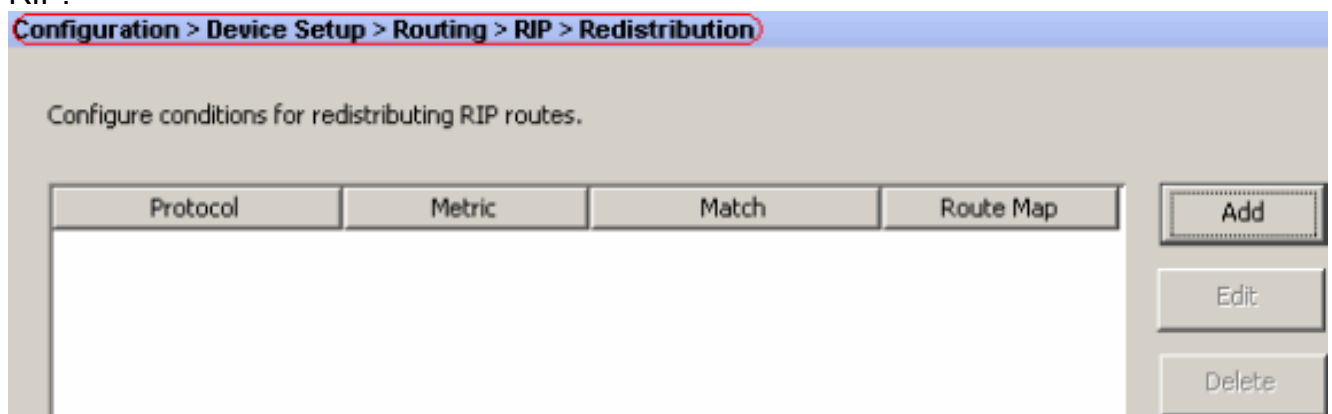 Configuration > Device Setup > Routing > RIP > Redistribution
Configure conditions for redistributing RIP routes.
Protocol Metric Match Route Map Add
Edit
Delete